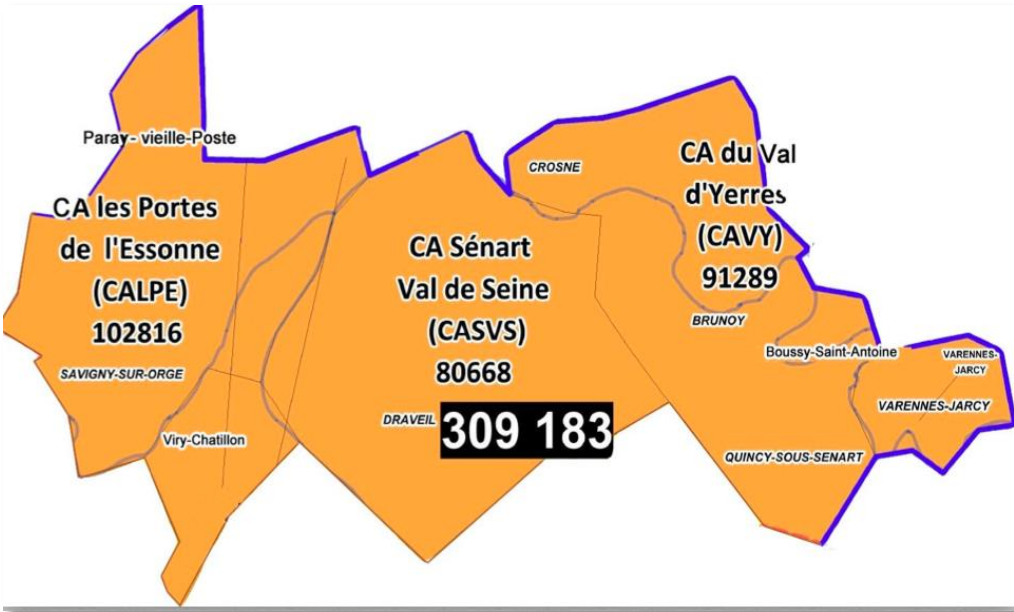 Paray- vieille-Poste
CA les Portes
de l'Essonne
(CALPE)
102816
SAVIGNY-SUR-ORGE
Viry-Chatillon
CA Sénart
Val de Seine
(CASVS)
80668
DRAVEIL
309 183
CROSNE
CA du Val
d'Yerres
(CAVY)
91289
BRUNOY
Boussy-Saint-Antoine
VARENNES-
JARCY
VARENNES-JARCY
QUINCY-SOUS-SENART